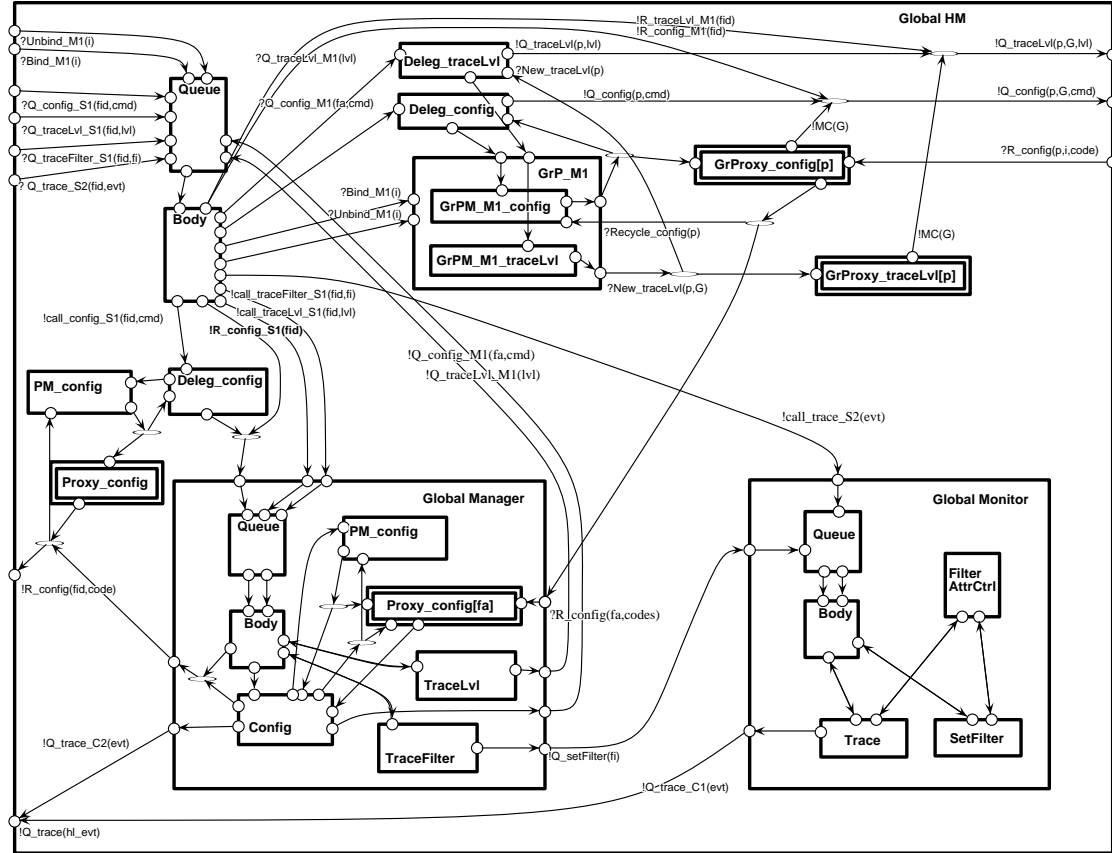 !R_traceLvl_M1(fid)
!R_config_M1(fid)
Global HM
?Unbind_M1(i)
?Bind_M1(i)
?Q_traceLvl_M1(lvl)
Deleg_traceLvl
!Q_traceLvl(p,lvl)
!Q_traceLvl(p,G,lvl)
?New_traceLvl(p)
Queue
?Q_config_S1(fid,cmd)
?Q_config_M1(fa,cmd)
Deleg_config
!Q_config(p,cmd)
!Q_config(p,G,cmd)
?Q_traceLvl_S1(fid,lvl)
!MC(G)
?Q_traceFilter_S1(fid,fi)
? Q_trace_S2(fid,evt)
GrP_M1
GrProxy_config[p]
?R_config(p,i,code)
?Bind_M1(i)
GrPM_M1_config
Body
?Unbind_M1(i)
?Recycle_config(p)
!MC(G)
GrPM_M1_traceLvl
GrProxy_traceLvl[p]
?New_traceLvl(p,G)
!call_traceFilter_S1(fid,fi)
!call_traceLvl_S1(fid,lvl)
!call_config_S1(fid,cmd)
!R_config_S1(fid)
!Q_config_M1(fa,cmd)
!Q_traceLvl_M1(lvl)
PM_config
Deleg_config
!call_trace_S2(evt)
Proxy_config
Global Manager
Global Monitor
Queue
PM_config
Queue
Filter
AttrCtrl
!R_config(fid,code)
Proxy_config[fa]
?R_config(fa,codes)
Body
Body
TraceLvl
Config
!Q_trace_C2(evt)
TraceFilter
!Q_setFilter(fi)
Trace
SetFilter
!Q_trace_C1(evt)
!Q_trace(hl_evt)